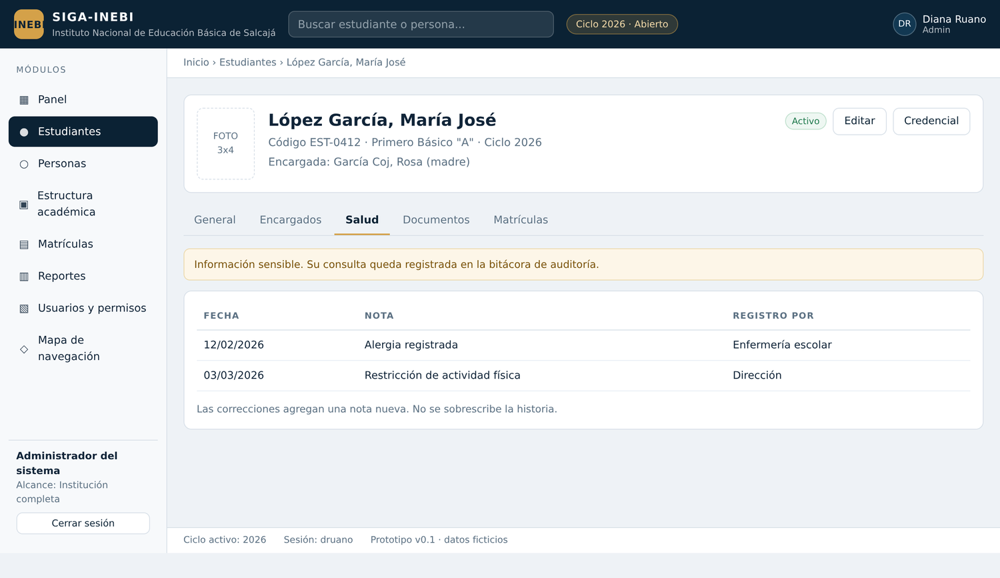 INEBI
SIGA-INEBI
Instituto Nacional de Educación Básica de Salcajá
Buscar estudiante o persona...
Ciclo 2026 · Abierto
DR
Diana Ruano
Admin
MÓDULOS
Panel
Estudiantes
Personas
Estructura
académica
Matrículas
Reportes
Usuarios y permisos
Mapa de
navegación
Administrador del
sistema
Alcance: Institución
completa
Cerrar sesión
Inicio › Estudiantes › López García, María José
FOTO
3x4
López García, María José
Código EST-0412 · Primero Básico "A" · Ciclo 2026
Encargada: García Coj, Rosa (madre)
Activo
Editar
Credencial
General Encargados Salud Documentos Matrículas
Información sensible. Su consulta queda registrada en la bitácora de auditoría.
FECHA NOTA REGISTRO POR
12/02/2026 Alergia registrada Enfermería escolar
03/03/2026 Restricción de actividad física Dirección
Las correcciones agregan una nota nueva. No se sobrescribe la historia.
Ciclo activo: 2026 Sesión: druano Prototipo v0.1 · datos ficticios